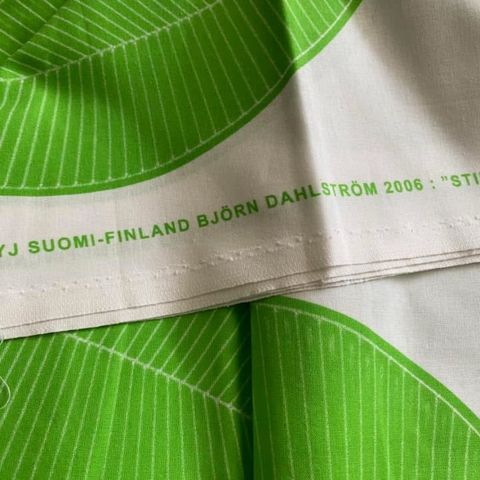 YJ SUOMI-FINLAND BJÖRN DAHLSTRÖM 2006 : "STI